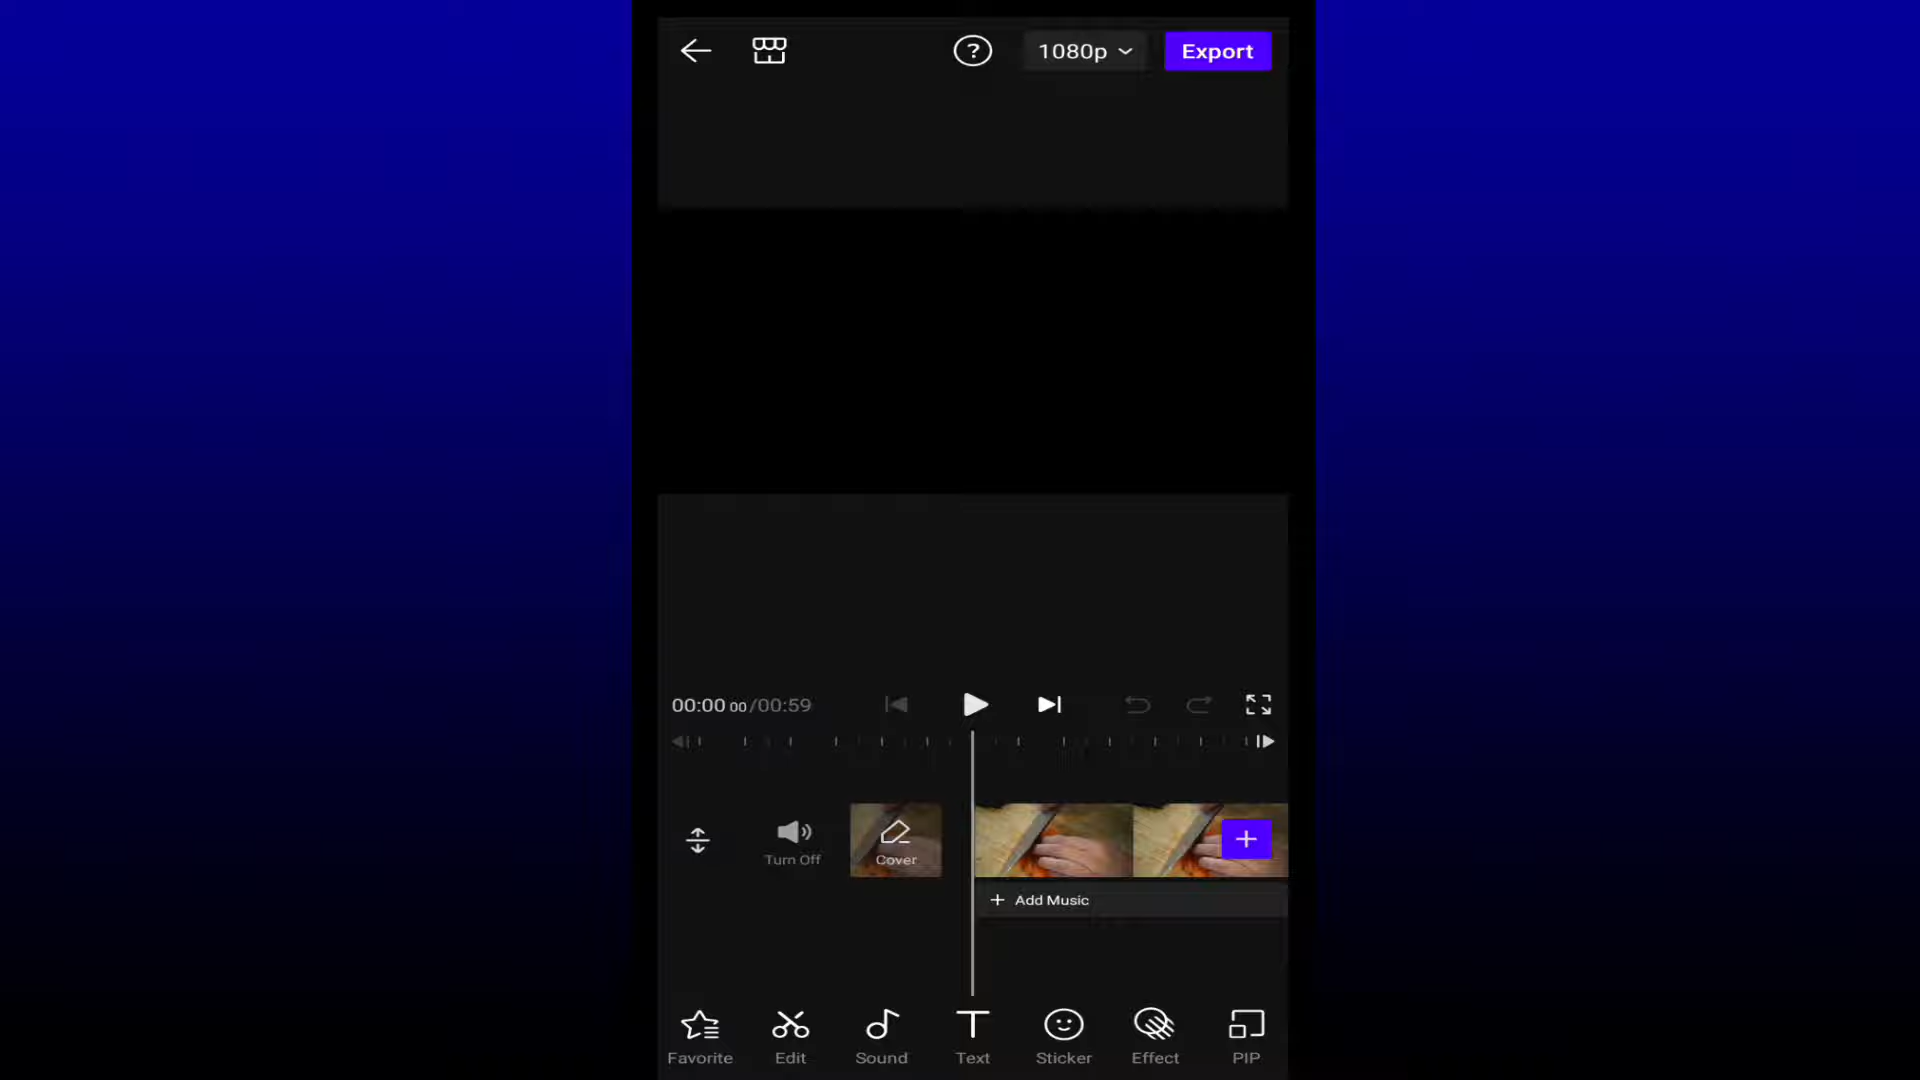 ? 1080p Export
00:00 00 /00:59
Turn Off
Cover
+ Add Music
Favorite Edit Sound Text Sticker Effect PIP